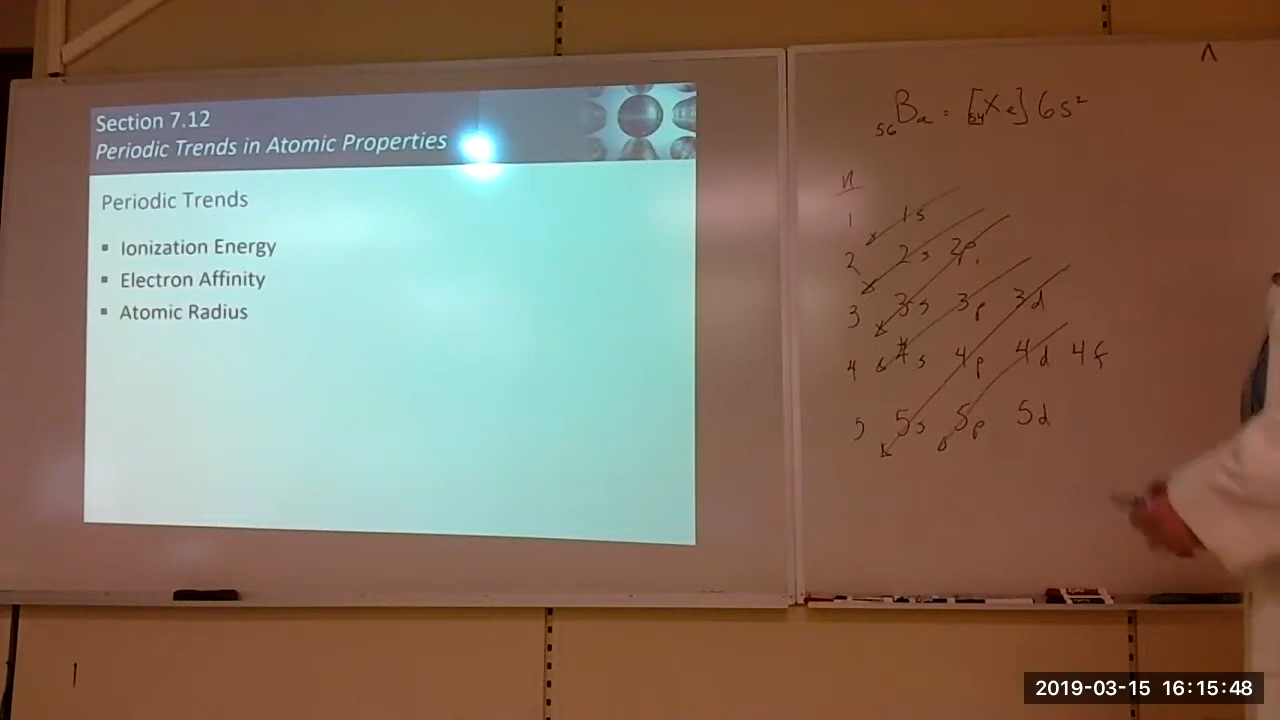 Section 7.12
Periodic Trends in Atomic Properties
Periodic Trends
▪ Ionization Energy
▪ Electron Affinity
▪ Atomic Radius
₅₆Ba = [₅₄Xe] 6s²
n
1 1s
2 2s 2p
3 3s 3p 3d
4 4s 4p 4d 4f
5 5s 5p 5d
2019-03-15 16:15:48